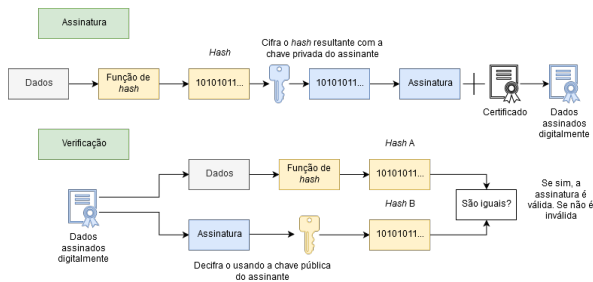 Assinatura
Hash
Cifra o hash resultante com a
chave privada do assinante
Dados
Função de
hash
10101011...
10101011...
Assinatura
Certificado
Dados
assinados
digitalmente
Verificação
Dados
assinados
digitalmente
Dados
Função de
hash
Hash A
10101011...
Assinatura
Decifra o usando a chave pública
do assinante
Hash B
10101011...
São iguais?
Se sim, a
assinatura é
válida. Se não é
inválida